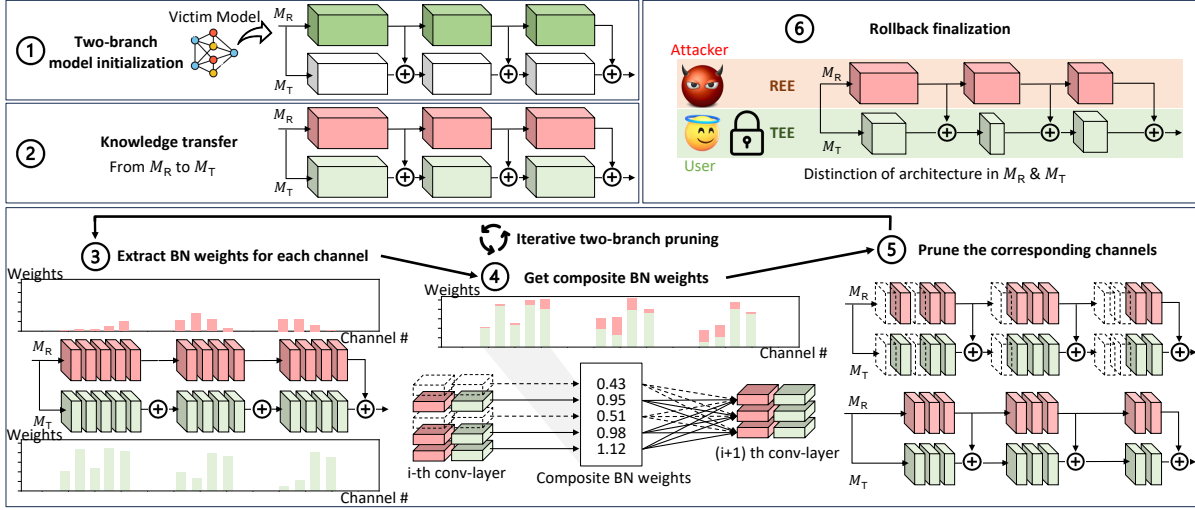 1
Two-branch
model initialization
Victim Model
M_R
M_T
2
Knowledge transfer
From M_R to M_T
M_R
M_T
6
Rollback finalization
Attacker
REE
M_R
TEE
M_T
User
Distinction of architecture in M_R & M_T
3
Extract BN weights for each channel
Iterative two-branch pruning
4
Get composite BN weights
5
Prune the corresponding channels
Weights
Channel #
M_R
M_T
Weights
Channel #
Weights
Channel #
0.43
0.95
0.51
0.98
1.12
i-th conv-layer
Composite BN weights
(i+1) th conv-layer
M_R
M_T
M_R
M_T